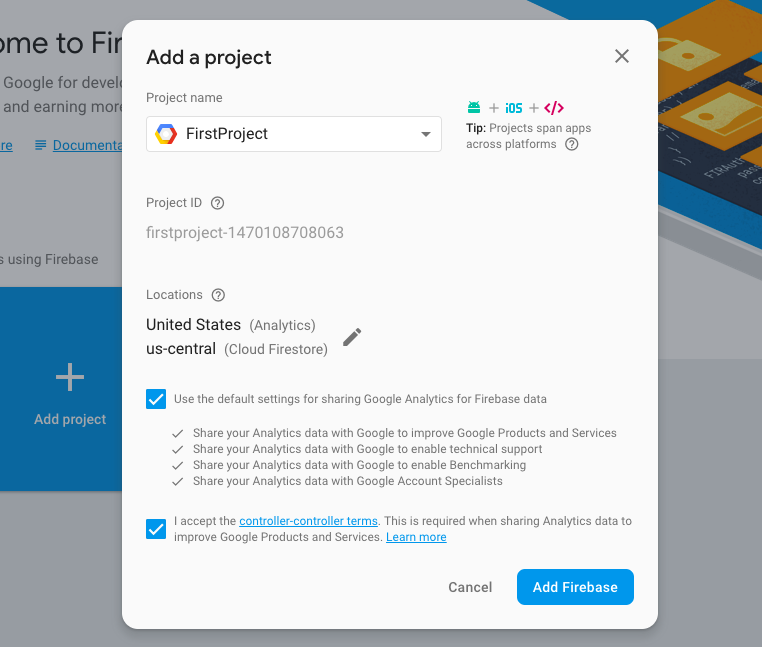 ome to Fir
Google for develo
and earning more
re
Documenta
s using Firebase
Add project
Add a project
Project name
FirstProject
+ iOS + </>
Tip: Projects span apps
across platforms
Project ID
firstproject-1470108708063
Locations
United States (Analytics)
us-central (Cloud Firestore)
Use the default settings for sharing Google Analytics for Firebase data
Share your Analytics data with Google to improve Google Products and Services
Share your Analytics data with Google to enable technical support
Share your Analytics data with Google to enable Benchmarking
Share your Analytics data with Google Account Specialists
I accept the controller-controller terms. This is required when sharing Analytics data to
improve Google Products and Services. Learn more
Cancel
Add Firebase
FIRAuth